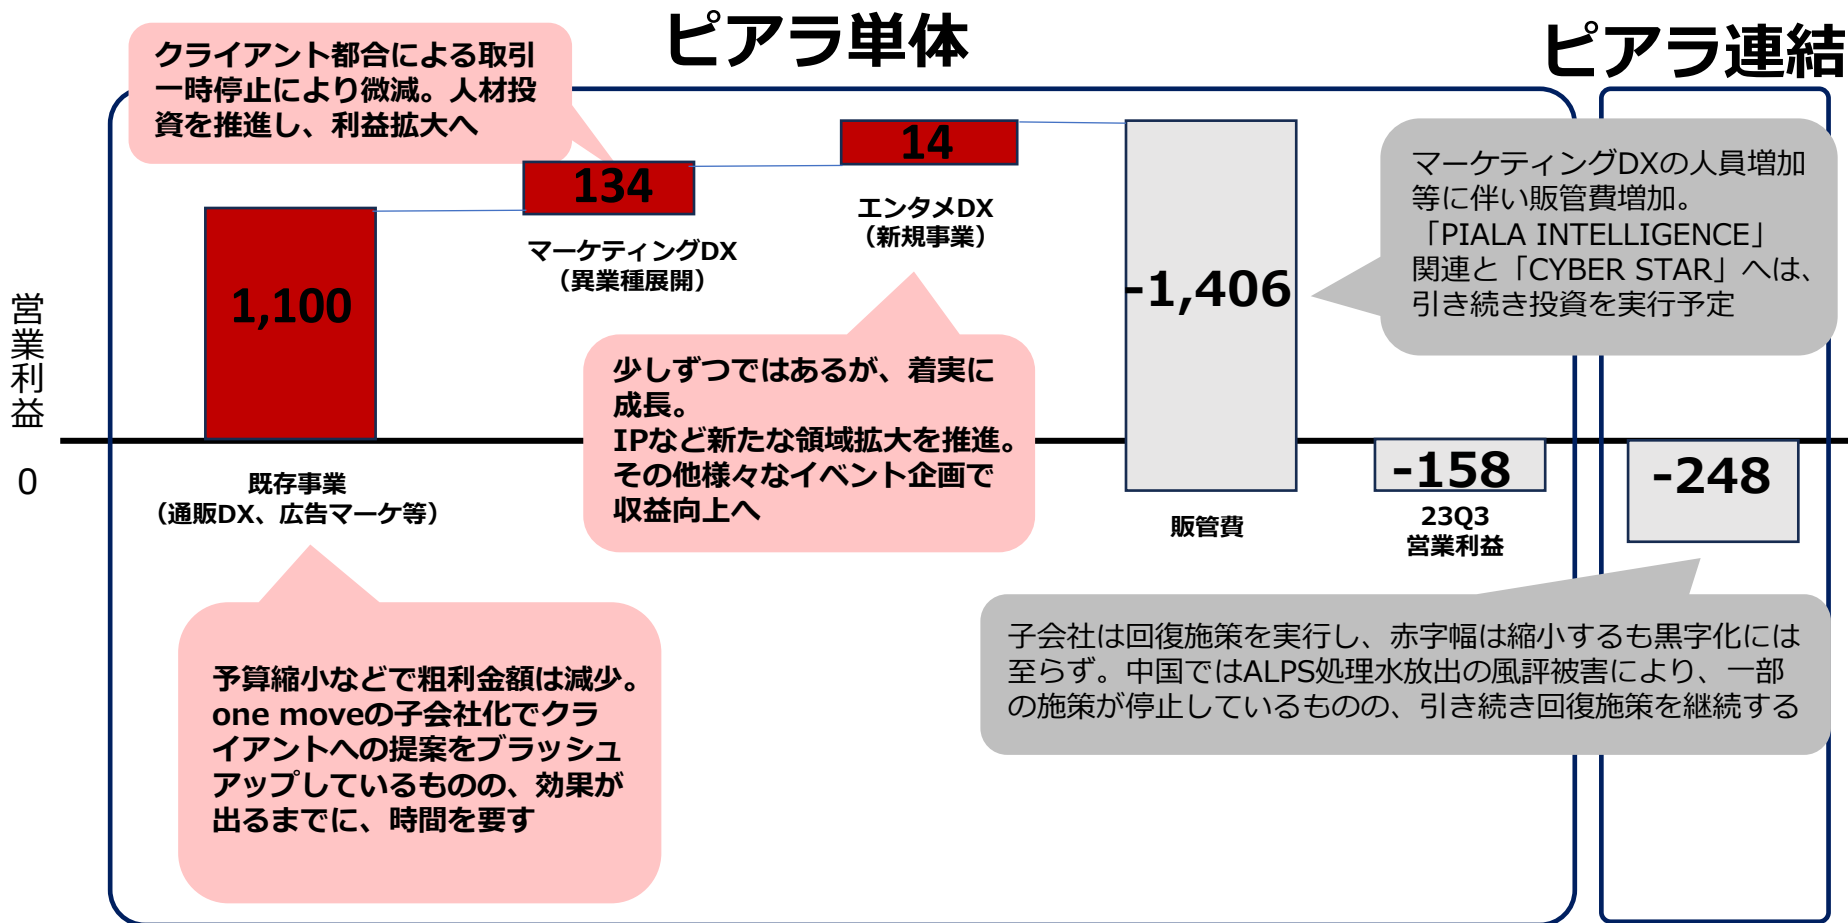 ピアラ単体
ピアラ連結
クライアント都合による取引
一時停止により微減。人材投
資を推進し、利益拡大へ
14
134
エンタメDX
（新規事業）
マーケティングDX
（異業種展開）
マーケティングDXの人員増加
等に伴い販管費増加。
「PIALA INTELLIGENCE」
関連と「CYBER STAR」へは、
引き続き投資を実行予定
1,100
-1,406
営業利益
0
少しずつではあるが、着実に
成長。
IPなど新たな領域拡大を推進。
その他様々なイベント企画で
収益向上へ
-158
-248
既存事業
（通販DX、広告マーケ等）
販管費
23Q3
営業利益
予算縮小などで粗利金額は減少。
one moveの子会社化でクラ
イアントへの提案をブラッシュ
アップしているものの、効果が
出るまでに、時間を要す
子会社は回復施策を実行し、赤字幅は縮小するも黒字化には
至らず。中国ではALPS処理水放出の風評被害により、一部
の施策が停止しているものの、引き続き回復施策を継続する